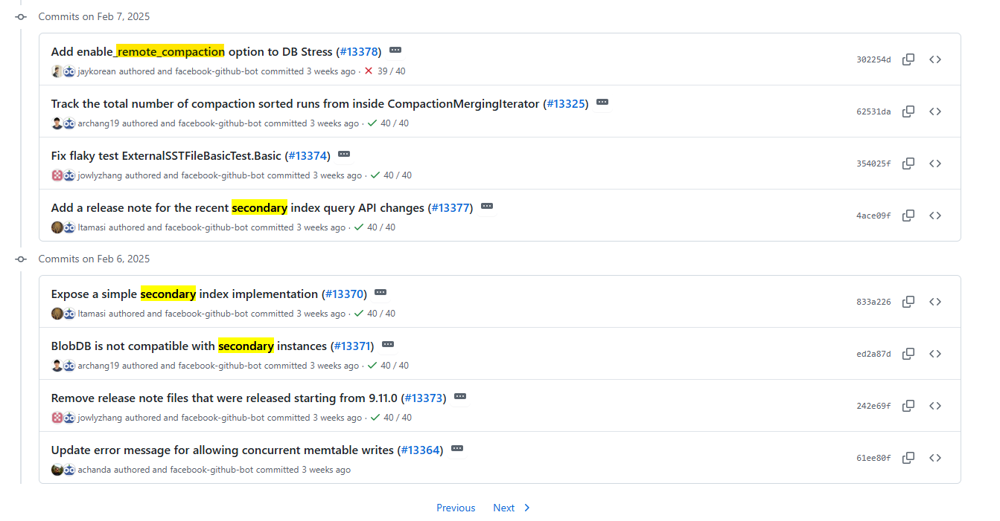 Commits on Feb 7, 2025
Add enable_remote_compaction option to DB Stress (#13378)
302254d
jaykorean authored and facebook-github-bot committed 3 weeks ago · 39 / 40
Track the total number of compaction sorted runs from inside CompactionMergingIterator (#13325)
62531da
archang19 authored and facebook-github-bot committed 3 weeks ago · 40 / 40
Fix flaky test ExternalSSTFileBasicTest.Basic (#13374)
354025f
jowlyzhang authored and facebook-github-bot committed 3 weeks ago · 40 / 40
Add a release note for the recent secondary index query API changes (#13377)
4ace09f
ltamasi authored and facebook-github-bot committed 3 weeks ago · 40 / 40
Commits on Feb 6, 2025
Expose a simple secondary index implementation (#13370)
833a226
ltamasi authored and facebook-github-bot committed 3 weeks ago · 40 / 40
BlobDB is not compatible with secondary instances (#13371)
ed2a87d
archang19 authored and facebook-github-bot committed 3 weeks ago · 40 / 40
Remove release note files that were released starting from 9.11.0 (#13373)
242e69f
jowlyzhang authored and facebook-github-bot committed 3 weeks ago · 40 / 40
Update error message for allowing concurrent memtable writes (#13364)
61ee80f
achanda authored and facebook-github-bot committed 3 weeks ago
Previous Next